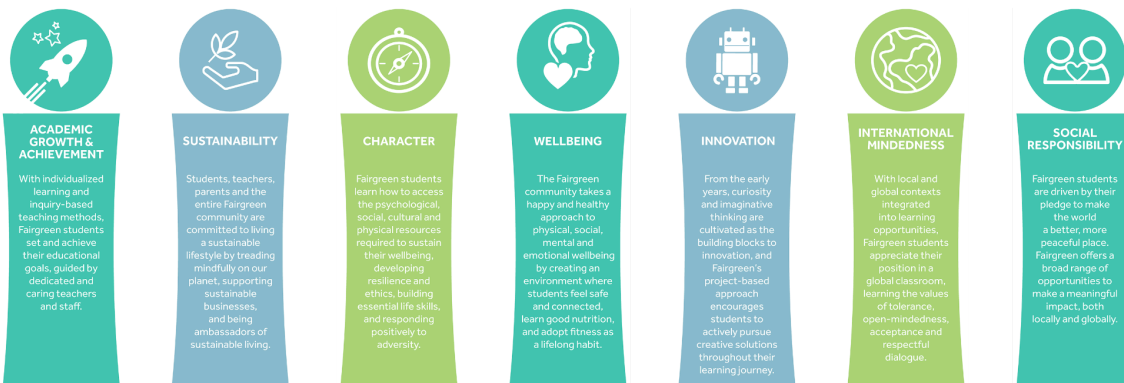 ACADEMIC
GROWTH &
ACHIEVEMENT
With individualized
learning and
inquiry-based
teaching methods,
Fairgreen students
set and achieve
their educational
goals, guided by
dedicated and
caring teachers
and staff.
SUSTAINABILITY
Students, teachers,
parents and the
entire Fairgreen
community are
committed to living
a sustainable
lifestyle by treading
mindfully on our
planet, supporting
sustainable
businesses,
and being
ambassadors of
sustainable living.
CHARACTER
Fairgreen students
learn how to access
the psychological,
social, cultural and
physical resources
required to sustain
their wellbeing,
developing
resilience and
ethics, building
essential life skills,
and responding
positively to
adversity.
WELLBEING
The Fairgreen
community takes a
happy and healthy
approach to
physical, social,
mental and
emotional wellbeing
by creating an
environment where
students feel safe
and connected,
learn good nutrition,
and adopt fitness as
a lifelong habit.
INNOVATION
From the early
years, curiosity
and imaginative
thinking are
cultivated as the
building blocks to
innovation, and
Fairgreen's
project-based
approach
encourages
students to
actively pursue
creative solutions
throughout their
learning journey.
INTERNATIONAL
MINDEDNESS
With local and
global contexts
integrated
into learning
opportunities,
Fairgreen students
appreciate their
position in a
global classroom,
learning the values
of tolerance,
open-mindedness,
acceptance and
respectful
dialogue.
SOCIAL
RESPONSIBILITY
Fairgreen students
are driven by their
pledge to make
the world
a better, more
peaceful place.
Fairgreen offers a
broad range of
opportunities to
make a meaningful
impact, both
locally and globally.